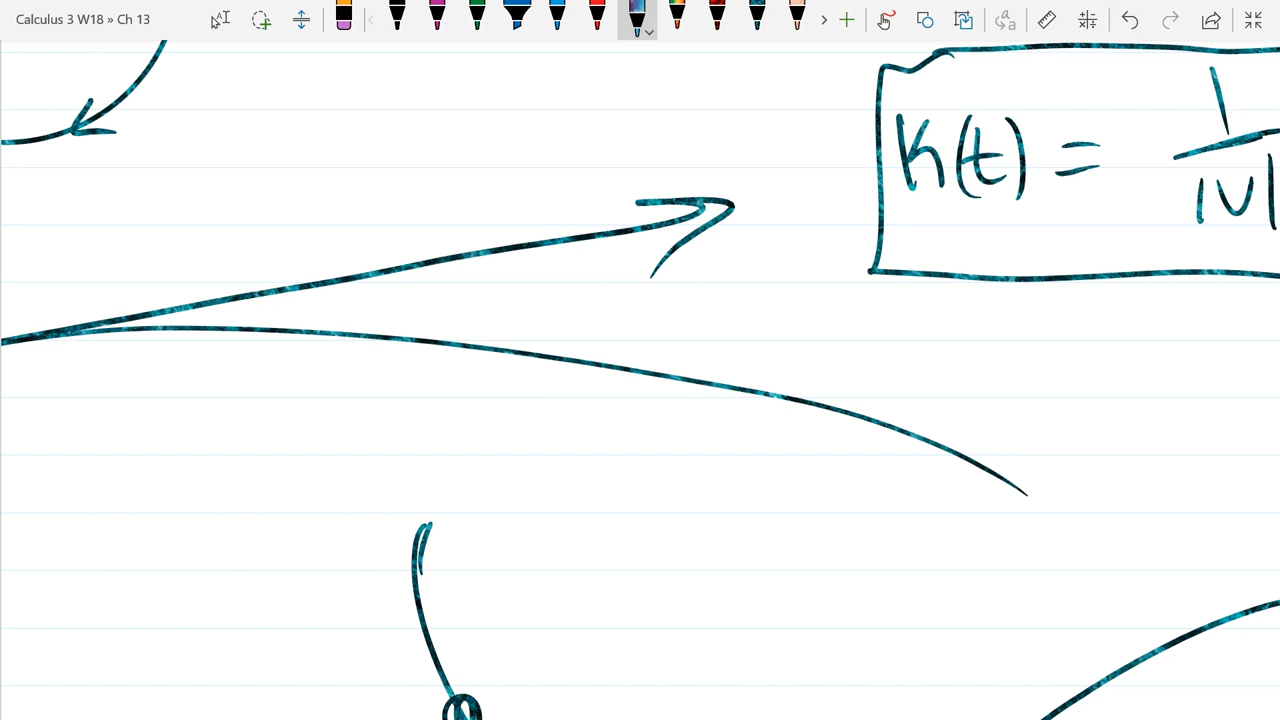 Calculus 3 W18 » Ch 13
K(t) = 1/|v|